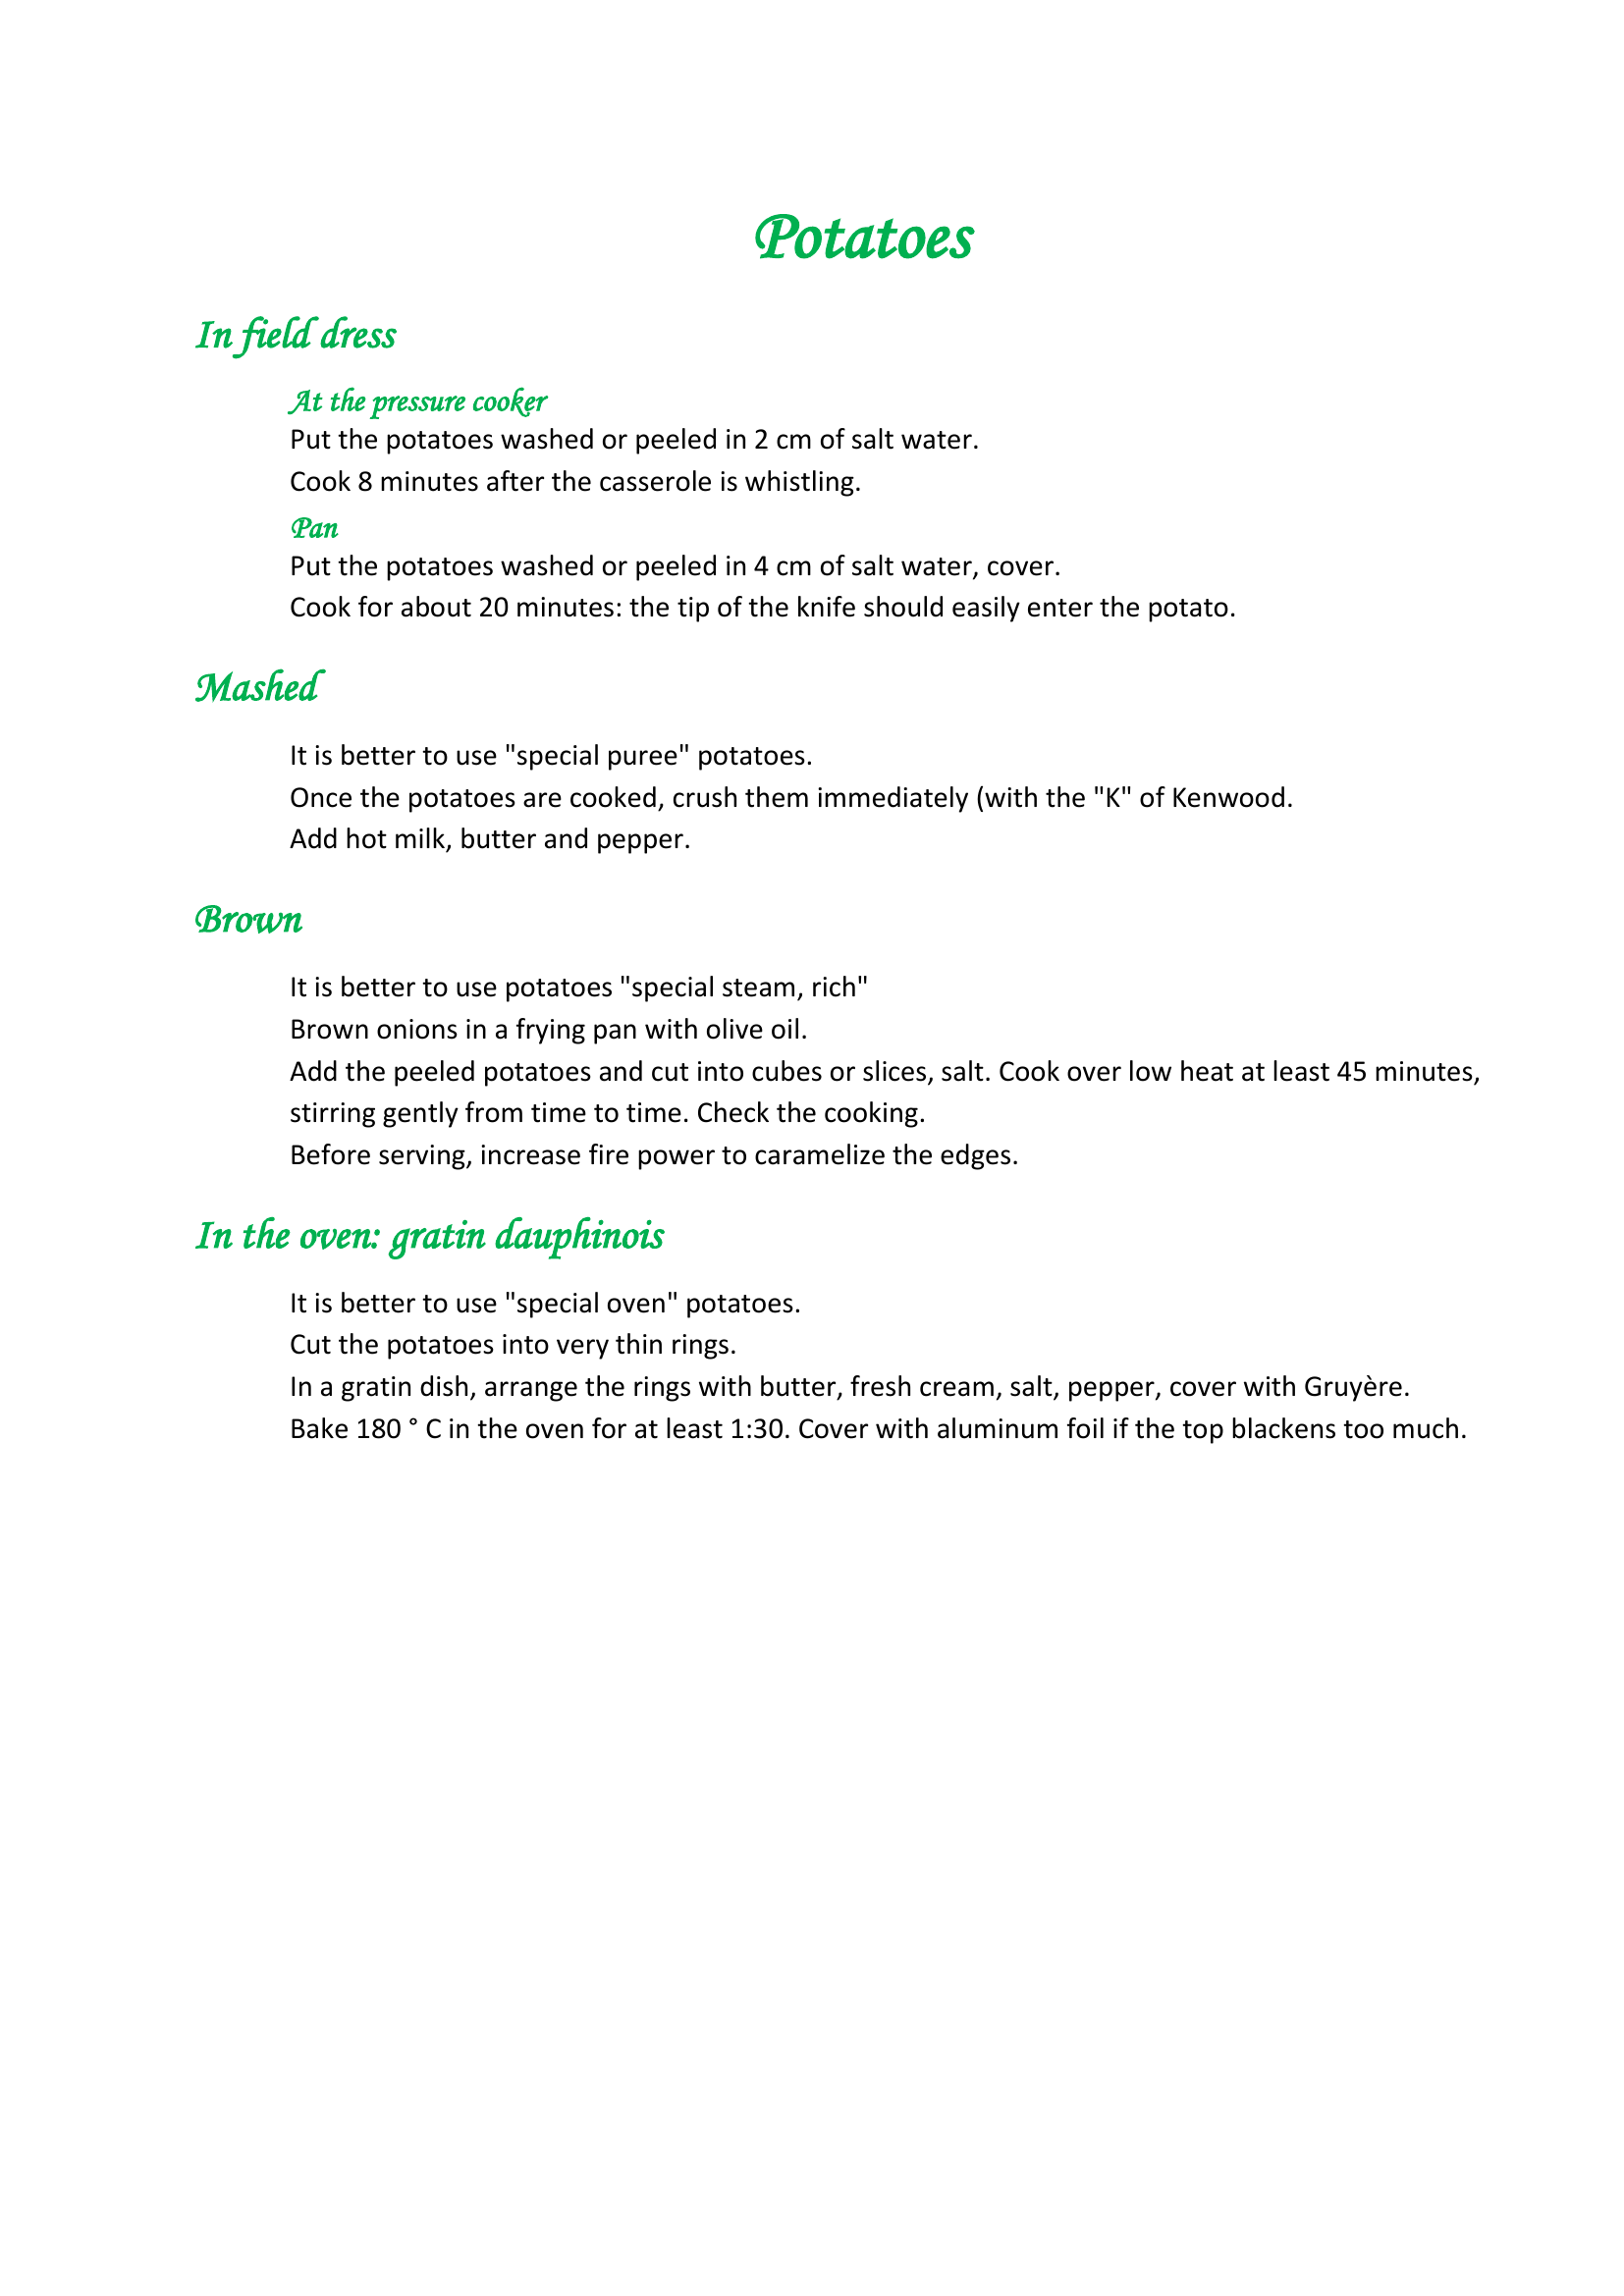 Potatoes
In field dress
At the pressure cooker
Put the potatoes washed or peeled in 2 cm of salt water.
Cook 8 minutes after the casserole is whistling.
Pan
Put the potatoes washed or peeled in 4 cm of salt water, cover.
Cook for about 20 minutes: the tip of the knife should easily enter the potato.
Mashed
It is better to use "special puree" potatoes.
Once the potatoes are cooked, crush them immediately (with the "K" of Kenwood.
Add hot milk, butter and pepper.
Brown
It is better to use potatoes "special steam, rich"
Brown onions in a frying pan with olive oil.
Add the peeled potatoes and cut into cubes or slices, salt. Cook over low heat at least 45 minutes,
stirring gently from time to time. Check the cooking.
Before serving, increase fire power to caramelize the edges.
In the oven: gratin dauphinois
It is better to use "special oven" potatoes.
Cut the potatoes into very thin rings.
In a gratin dish, arrange the rings with butter, fresh cream, salt, pepper, cover with Gruyère.
Bake 180 ° C in the oven for at least 1:30. Cover with aluminum foil if the top blackens too much.